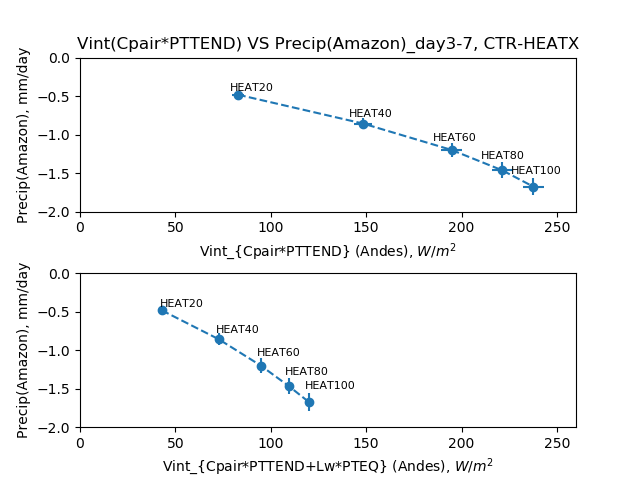 Vint(Cpair*PTTEND) VS Precip(Amazon)_day3-7, CTR-HEATX
Precip(Amazon), mm/day
0.0
−0.5
−1.0
−1.5
−2.0
HEAT20
HEAT40
HEAT60
HEAT80
HEAT100
0 50 100 150 200 250
Vint_{Cpair*PTTEND} (Andes), W/m²
Precip(Amazon), mm/day
0.0
−0.5
−1.0
−1.5
−2.0
HEAT20
HEAT40
HEAT60
HEAT80
HEAT100
0 50 100 150 200 250
Vint_{Cpair*PTTEND+Lw*PTEQ} (Andes), W/m²